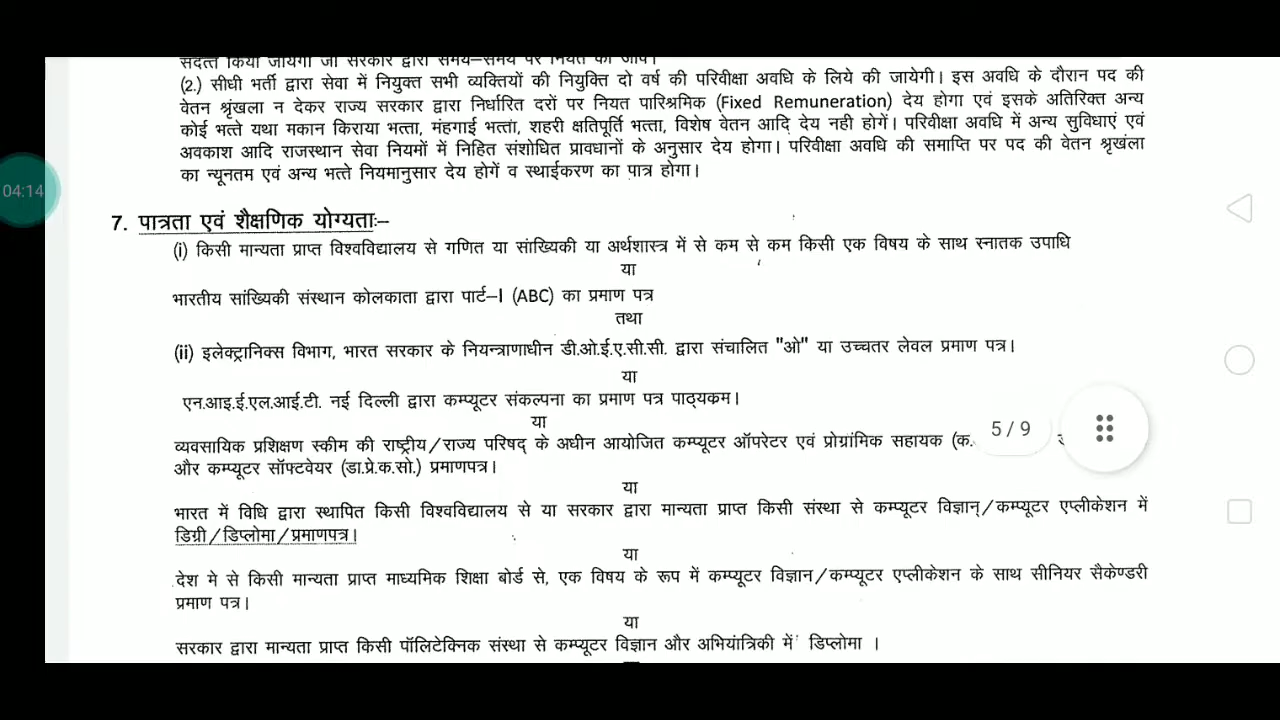 संदत्त किया जायेगा जो सरकार द्वारा समय–समय पर नियत की जावे।
(2.) सीधी भर्ती द्वारा सेवा में नियुक्त सभी व्यक्तियों की नियुक्ति दो वर्ष की परिवीक्षा अवधि के लिये की जायेगी। इस अवधि के दौरान पद की
वेतन श्रृंखला न देकर राज्य सरकार द्वारा निर्धारित दरों पर नियत पारिश्रमिक (Fixed Remuneration) देय होगा एवं इसके अतिरिक्त अन्य
कोई भत्ते यथा मकान किराया भत्ता, मंहगाई भत्ता, शहरी क्षतिपूर्ति भत्ता, विशेष वेतन आदि देय नही होगें। परिवीक्षा अवधि में अन्य सुविधाएं एवं
अवकाश आदि राजस्थान सेवा नियमों में निहित संशोधित प्रावधानों के अनुसार देय होगा। परिवीक्षा अवधि की समाप्ति पर पद की वेतन श्रृखंला
का न्यूनतम एवं अन्य भत्ते नियमानुसार देय होगें व स्थाईकरण का पात्र होगा।
04:14
7. पात्रता एवं शैक्षणिक योग्यताः–
(i) किसी मान्यता प्राप्त विश्वविद्यालय से गणित या सांख्यिकी या अर्थशास्त्र में से कम से कम किसी एक विषय के साथ स्नातक उपाधि
या
भारतीय सांख्यिकी संस्थान कोलकाता द्वारा पार्ट–I (ABC) का प्रमाण पत्र
तथा
(ii) इलेक्ट्रानिक्स विभाग, भारत सरकार के नियन्त्राणाधीन डी.ओ.ई.ए.सी.सी. द्वारा संचालित "ओ" या उच्चतर लेवल प्रमाण पत्र।
या
एन.आइ.ई.एल.आई.टी. नई दिल्ली द्वारा कम्प्यूटर संकल्पना का प्रमाण पत्र पाठ्यकम।
या
व्यवसायिक प्रशिक्षण स्कीम की राष्ट्रीय/राज्य परिषद् के अधीन आयोजित कम्प्यूटर ऑपरेटर एवं प्रोग्रांमिक सहायक (क.
5 / 9
और कम्प्यूटर सॉफ्टवेयर (डा.प्रे.क.सो.) प्रमाणपत्र।
या
भारत में विधि द्वारा स्थापित किसी विश्वविद्यालय से या सरकार द्वारा मान्यता प्राप्त किसी संस्था से कम्प्यूटर विज्ञान्/कम्प्यूटर एप्लीकेशन में
डिग्री/डिप्लोमा/प्रमाणपत्र।
या
देश मे से किसी मान्यता प्राप्त माध्यमिक शिक्षा बोर्ड से, एक विषय के रूप में कम्प्यूटर विज्ञान/कम्प्यूटर एप्लीकेशन के साथ सीनियर सैकेण्डरी
प्रमाण पत्र।
या
सरकार द्वारा मान्यता प्राप्त किसी पॉलिटेक्निक संस्था से कम्प्यूटर विज्ञान और अभियांत्रिकी में डिप्लोमा ।